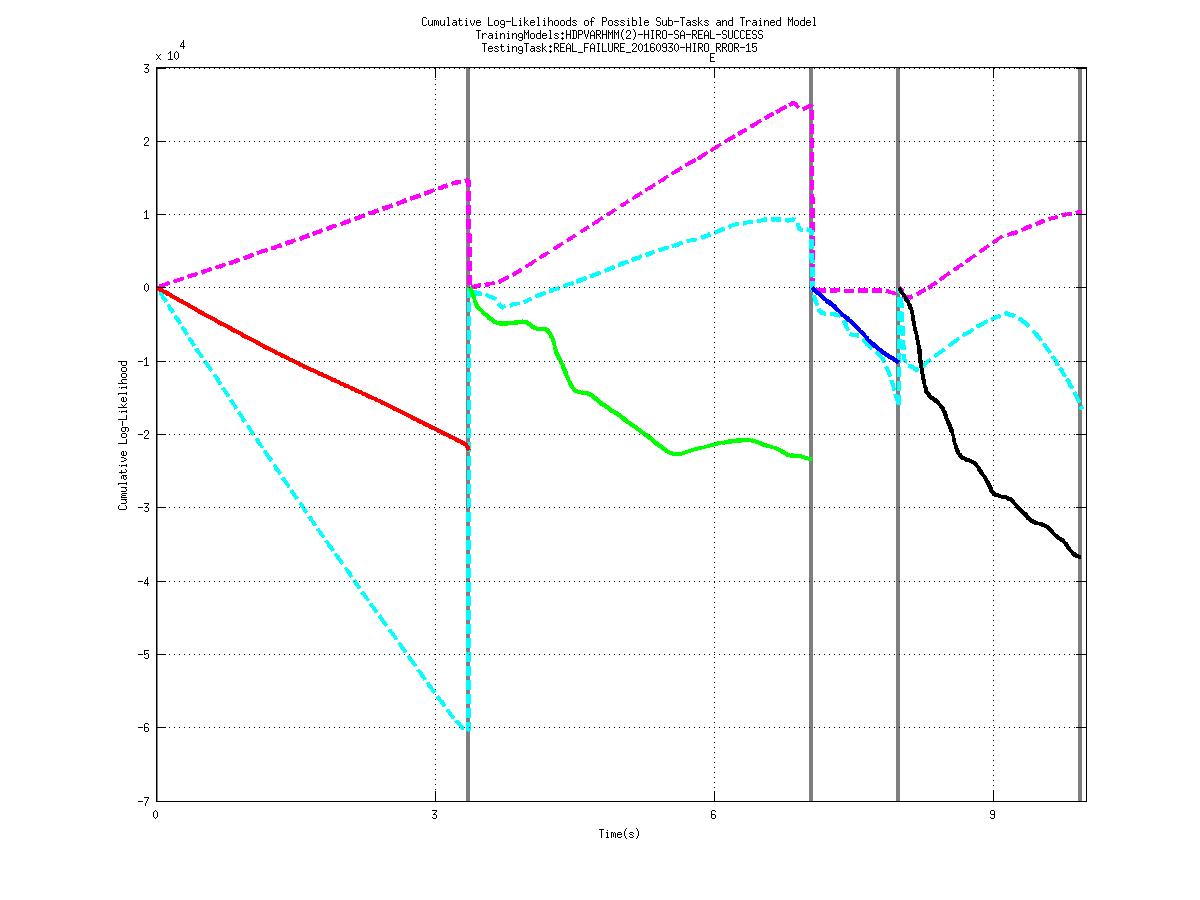 Cumulative Log-Likelihoods of Possible Sub-Tasks and Trained Model
TrainingModels:HDPVARHMM(2)-HIRO-SA-REAL-SUCCESS
TestingTask:REAL_FAILURE_20160930-HIRO_RROR-15
E
x 10^4
3
2
1
0
-1
-2
-3
-4
-5
-6
-7
Cumulative Log-Likelihood
0 3 6 9
Time(s)